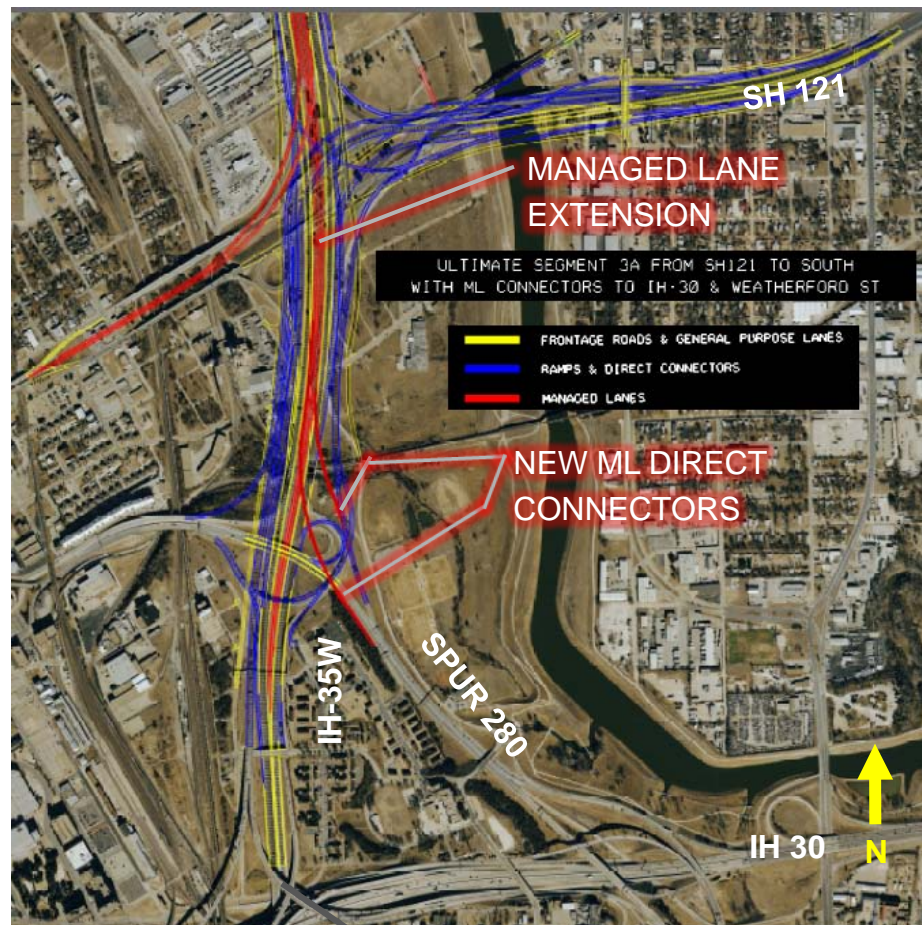 SH 121
MANAGED LANE
EXTENSION
ULTIMATE SEGMENT 3A FROM SH121 TO SOUTH
WITH ML CONNECTORS TO IH-30 & WEATHERFORD ST
FRONTAGE ROADS & GENERAL PURPOSE LANES
RAMPS & DIRECT CONNECTORS
MANAGED LANES
NEW ML DIRECT
CONNECTORS
IH-35W
SPUR 280
IH 30
N